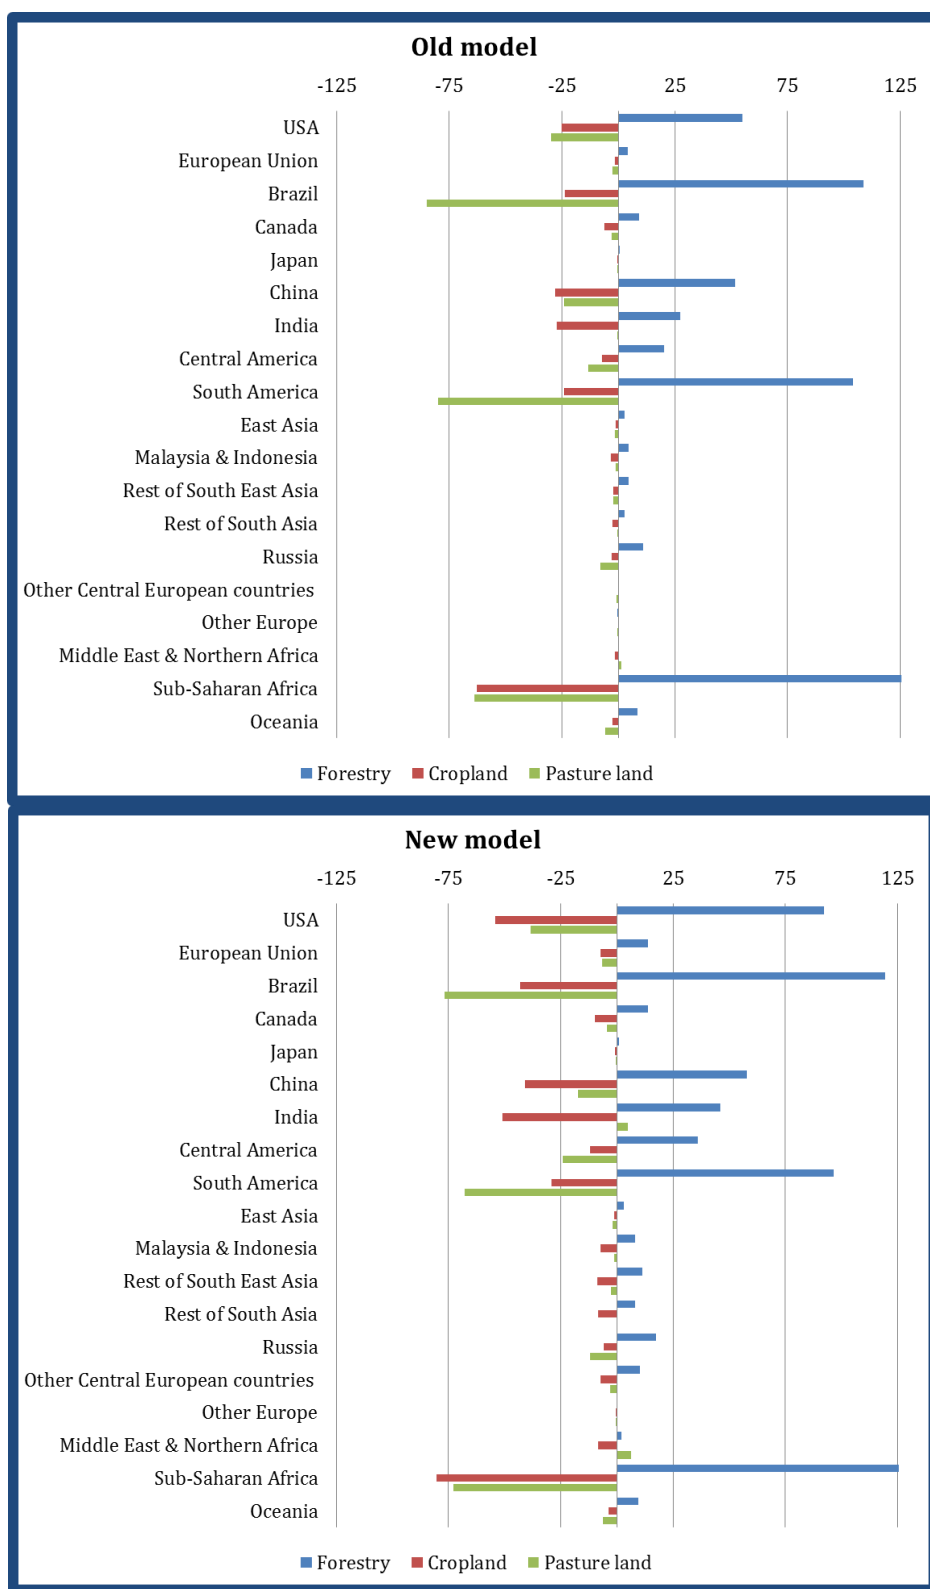 Old model
-125 -75 -25 25 75 125
USA
European Union
Brazil
Canada
Japan
China
India
Central America
South America
East Asia
Malaysia & Indonesia
Rest of South East Asia
Rest of South Asia
Russia
Other Central European countries
Other Europe
Middle East & Northern Africa
Sub-Saharan Africa
Oceania
Forestry Cropland Pasture land
New model
-125 -75 -25 25 75 125
USA
European Union
Brazil
Canada
Japan
China
India
Central America
South America
East Asia
Malaysia & Indonesia
Rest of South East Asia
Rest of South Asia
Russia
Other Central European countries
Other Europe
Middle East & Northern Africa
Sub-Saharan Africa
Oceania
Forestry Cropland Pasture land